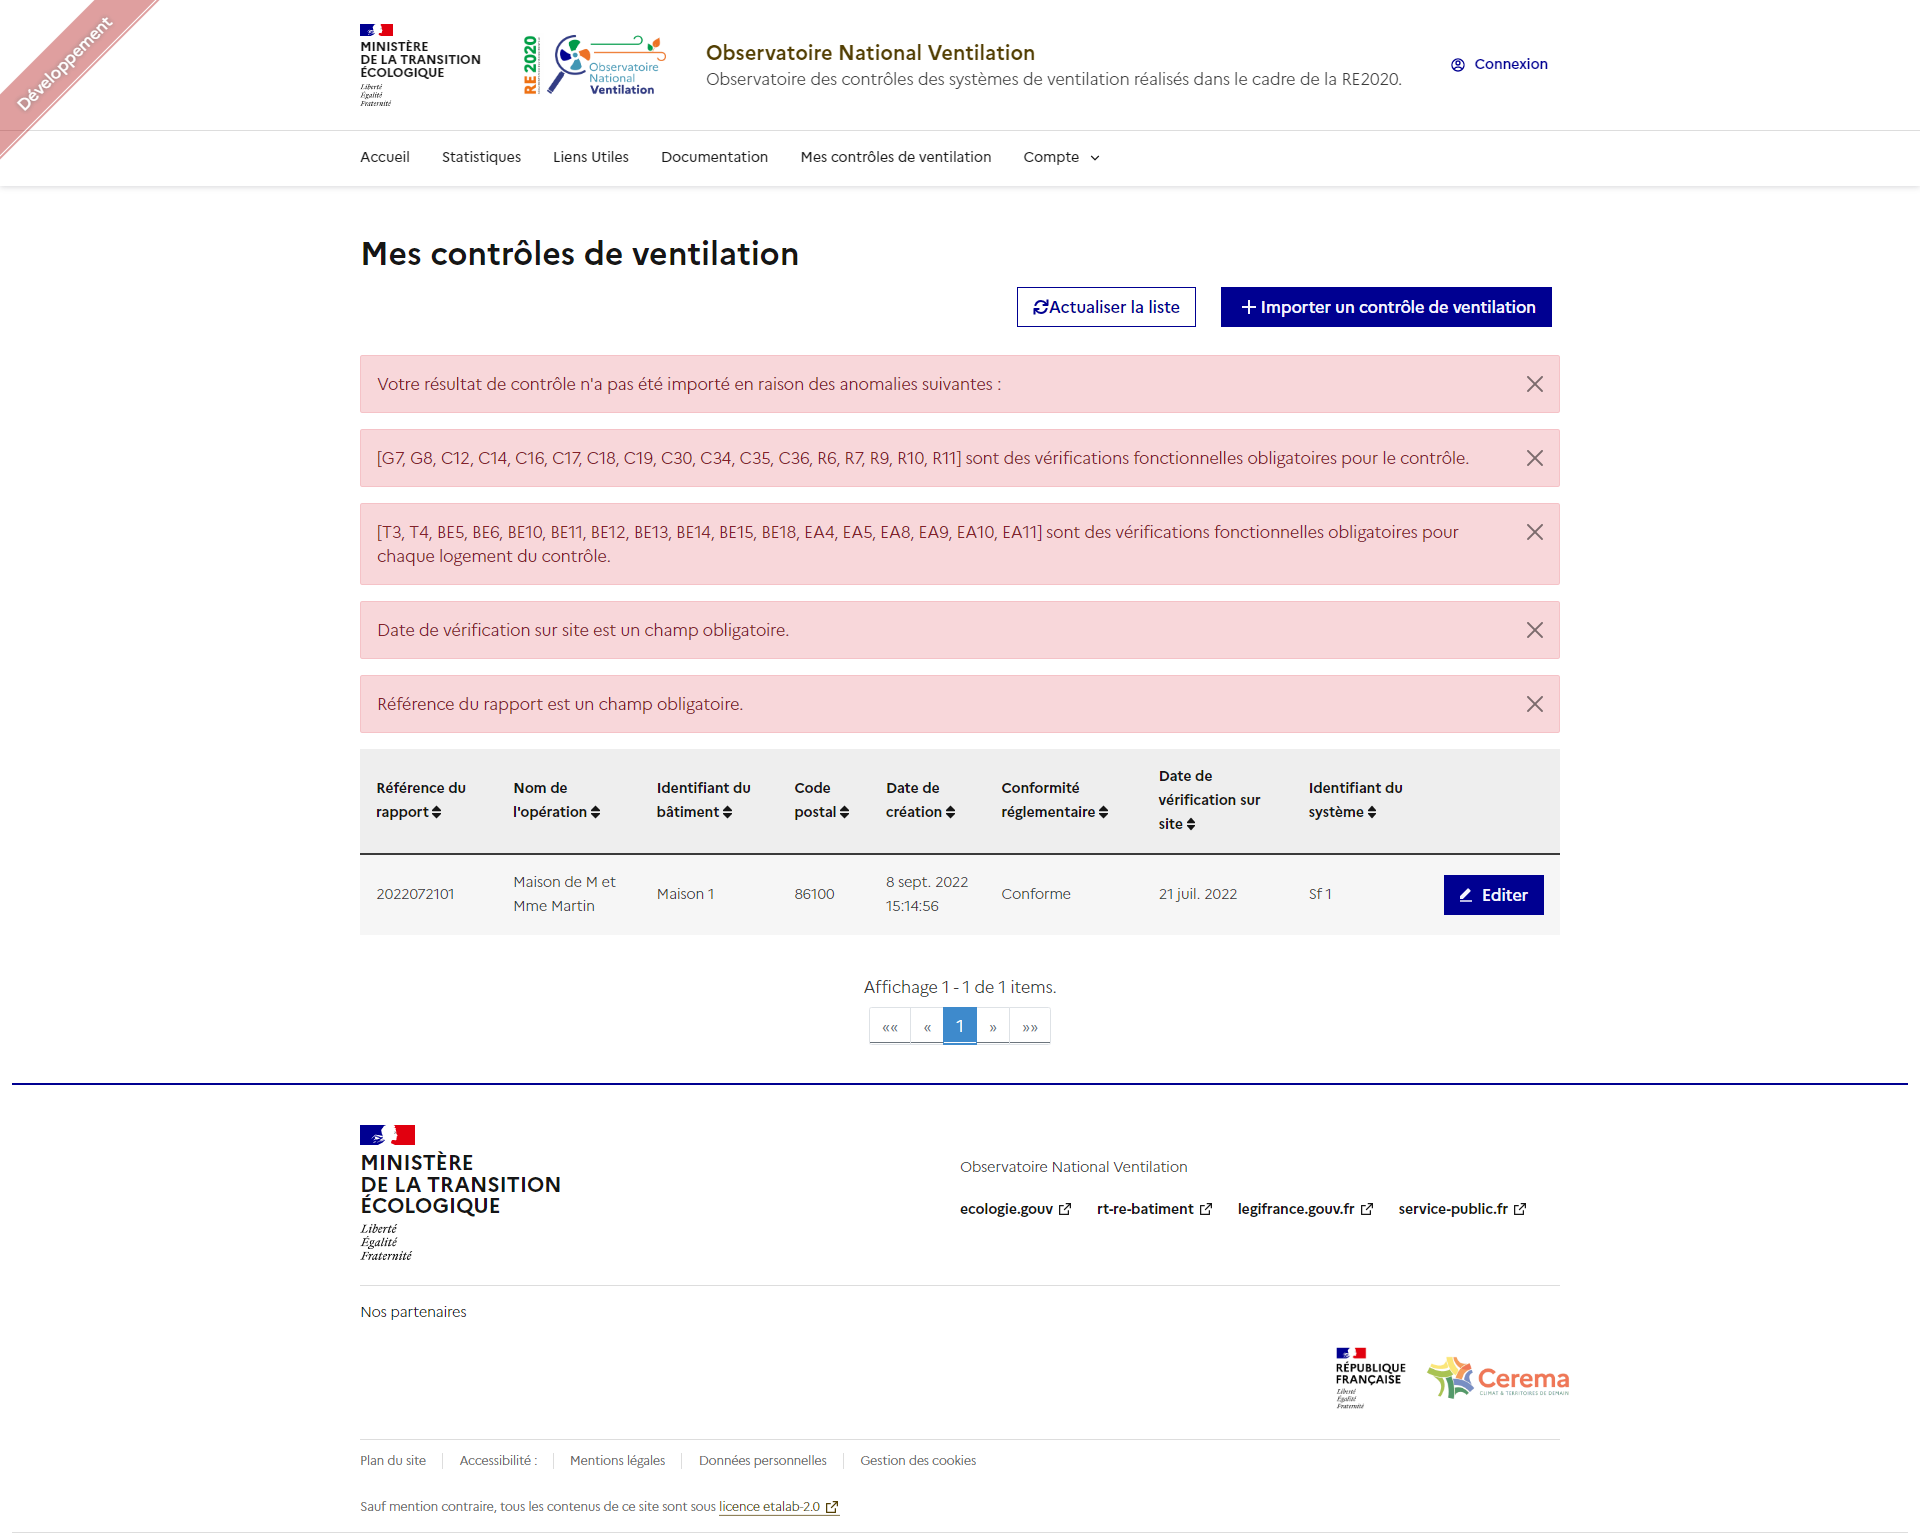 Développement
MINISTÈRE
DE LA TRANSITION
ÉCOLOGIQUE
Liberté
Égalité
Fraternité
RE2020
Observatoire
National
Ventilation
Observatoire National Ventilation
Observatoire des contrôles des systèmes de ventilation réalisés dans le cadre de la RE2020.
Connexion
Accueil Statistiques Liens Utiles Documentation Mes contrôles de ventilation Compte
Mes contrôles de ventilation
Actualiser la liste Importer un contrôle de ventilation
Votre résultat de contrôle n'a pas été importé en raison des anomalies suivantes :
[G7, G8, C12, C14, C16, C17, C18, C19, C30, C34, C35, C36, R6, R7, R9, R10, R11] sont des vérifications fonctionnelles obligatoires pour le contrôle.
[T3, T4, BE5, BE6, BE10, BE11, BE12, BE13, BE14, BE15, BE18, EA4, EA5, EA8, EA9, EA10, EA11] sont des vérifications fonctionnelles obligatoires pour
chaque logement du contrôle.
Date de vérification sur site est un champ obligatoire.
Référence du rapport est un champ obligatoire.
Référence du rapport
Nom de l'opération
Identifiant du bâtiment
Code postal
Date de création
Conformité réglementaire
Date de vérification sur site
Identifiant du système
2022072101
Maison de M et Mme Martin
Maison 1
86100
8 sept. 2022 15:14:56
Conforme
21 juil. 2022
Sf 1
Editer
Affichage 1 - 1 de 1 items.
«« « 1 » »»
MINISTÈRE
DE LA TRANSITION
ÉCOLOGIQUE
Liberté
Égalité
Fraternité
Observatoire National Ventilation
ecologie.gouv rt-re-batiment legifrance.gouv.fr service-public.fr
Nos partenaires
RÉPUBLIQUE
FRANÇAISE
Liberté
Égalité
Fraternité
Cerema
CLIMAT & TERRITOIRES DE DEMAIN
Plan du site Accessibilité : Mentions légales Données personnelles Gestion des cookies
Sauf mention contraire, tous les contenus de ce site sont sous licence etalab-2.0